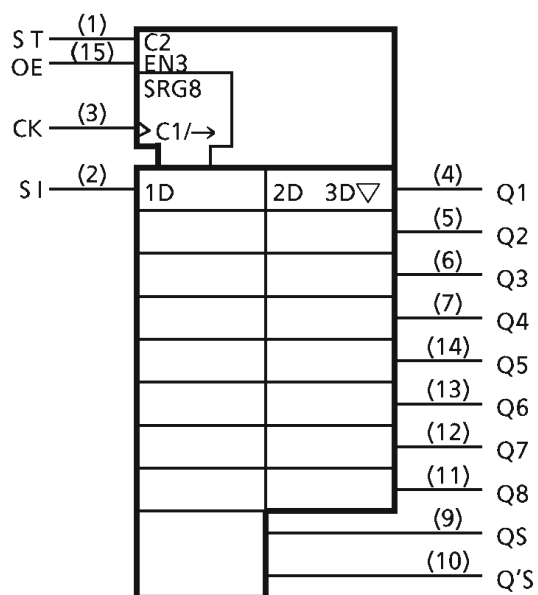 ST (1) C2
OE (15) EN3
SRG8
CK (3) C1/→
SI (2) 1D 2D 3D▽ (4) Q1
(5) Q2
(6) Q3
(7) Q4
(14) Q5
(13) Q6
(12) Q7
(11) Q8
(9) QS
(10) Q'S